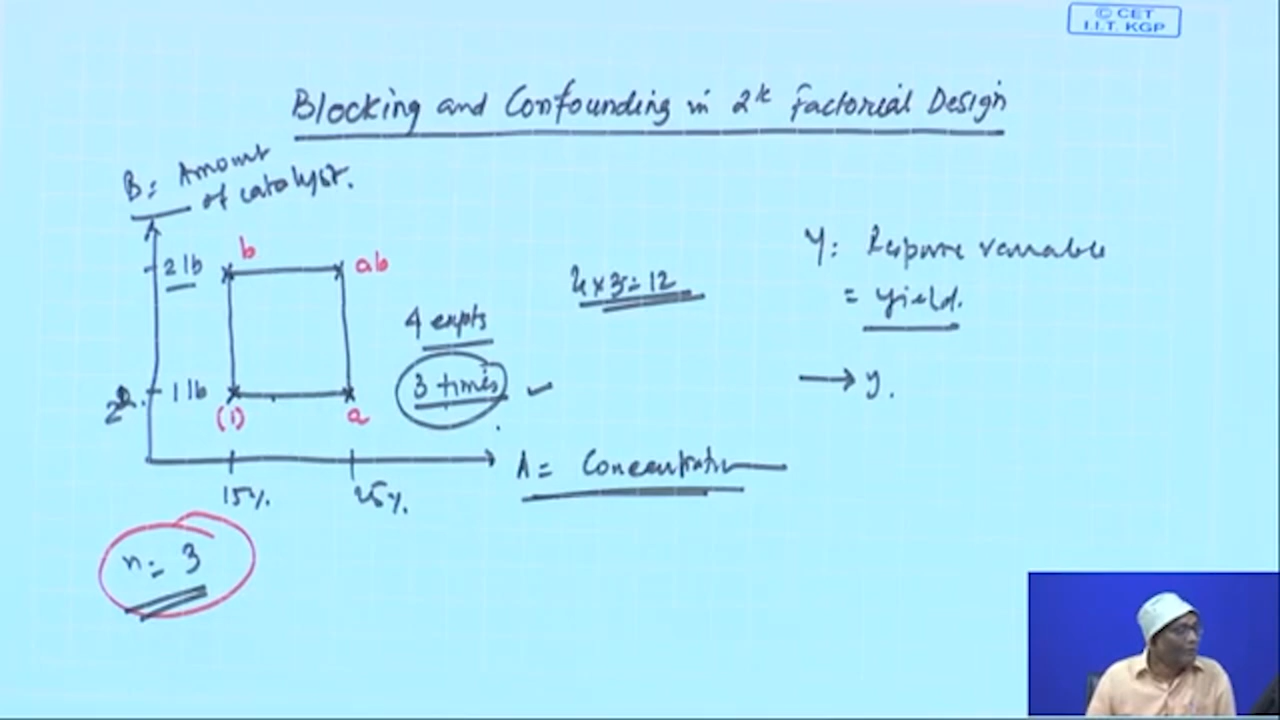 © CET
I.I.T. KGP
Blocking and Confounding in 2^k Factorial Design
B = Amount
of catalyst.
2 lb
b
ab
4 expts
3 times
4 x 3 = 12
Y: Response variable
= Yield.
→ y.
1 lb
(1)
a
A = Concentration
15%
25%
n = 3